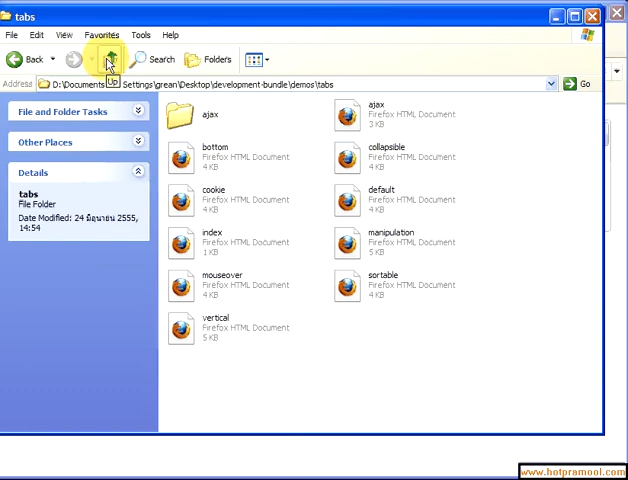 tabs
File Edit View Favorites Tools Help
Back Search Folders
Up
Address D:\Documents Settings\grean\Desktop\development-bundle\demos\tabs Go
File and Folder Tasks
Other Places
Details
tabs
File Folder
Date Modified: 24 มิถุนายน 2555,
14:54
ajax
ajax
Firefox HTML Document
3 KB
bottom
Firefox HTML Document
4 KB
collapsible
Firefox HTML Document
4 KB
cookie
Firefox HTML Document
4 KB
default
Firefox HTML Document
4 KB
index
Firefox HTML Document
1 KB
manipulation
Firefox HTML Document
5 KB
mouseover
Firefox HTML Document
4 KB
sortable
Firefox HTML Document
4 KB
vertical
Firefox HTML Document
5 KB
www.hotpramool.com